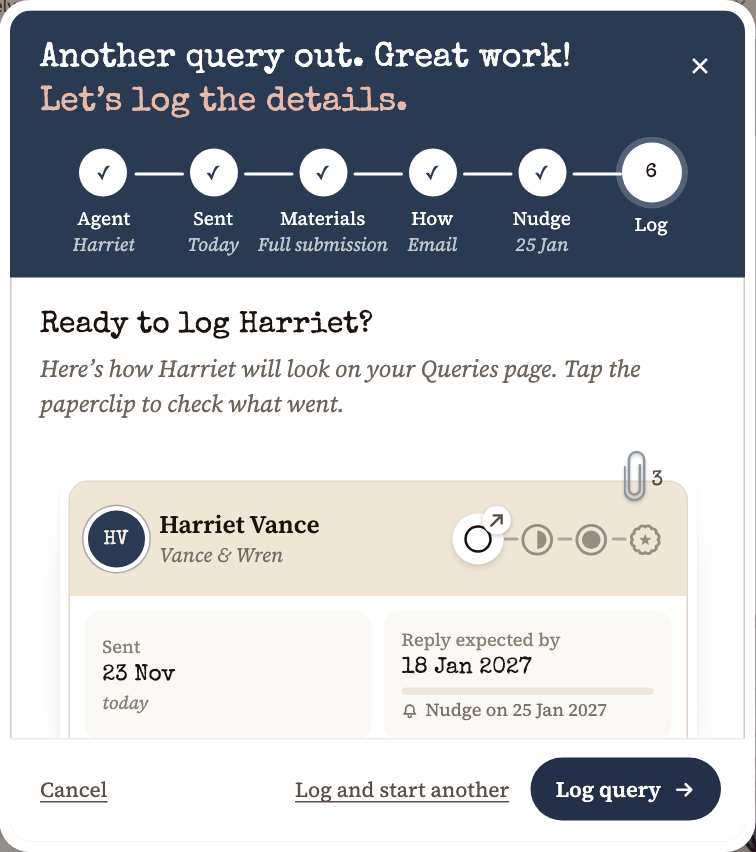 Another query out. Great work!
Let’s log the details.
✓ ✓ ✓ ✓ ✓ 6
Agent Sent Materials How Nudge Log
Harriet Today Full submission Email 25 Jan
Ready to log Harriet?
Here’s how Harriet will look on your Queries page. Tap the
paperclip to check what went.
3
HV
Harriet Vance
Vance & Wren
Sent
23 Nov
today
Reply expected by
18 Jan 2027
Nudge on 25 Jan 2027
Cancel
Log and start another
Log query →